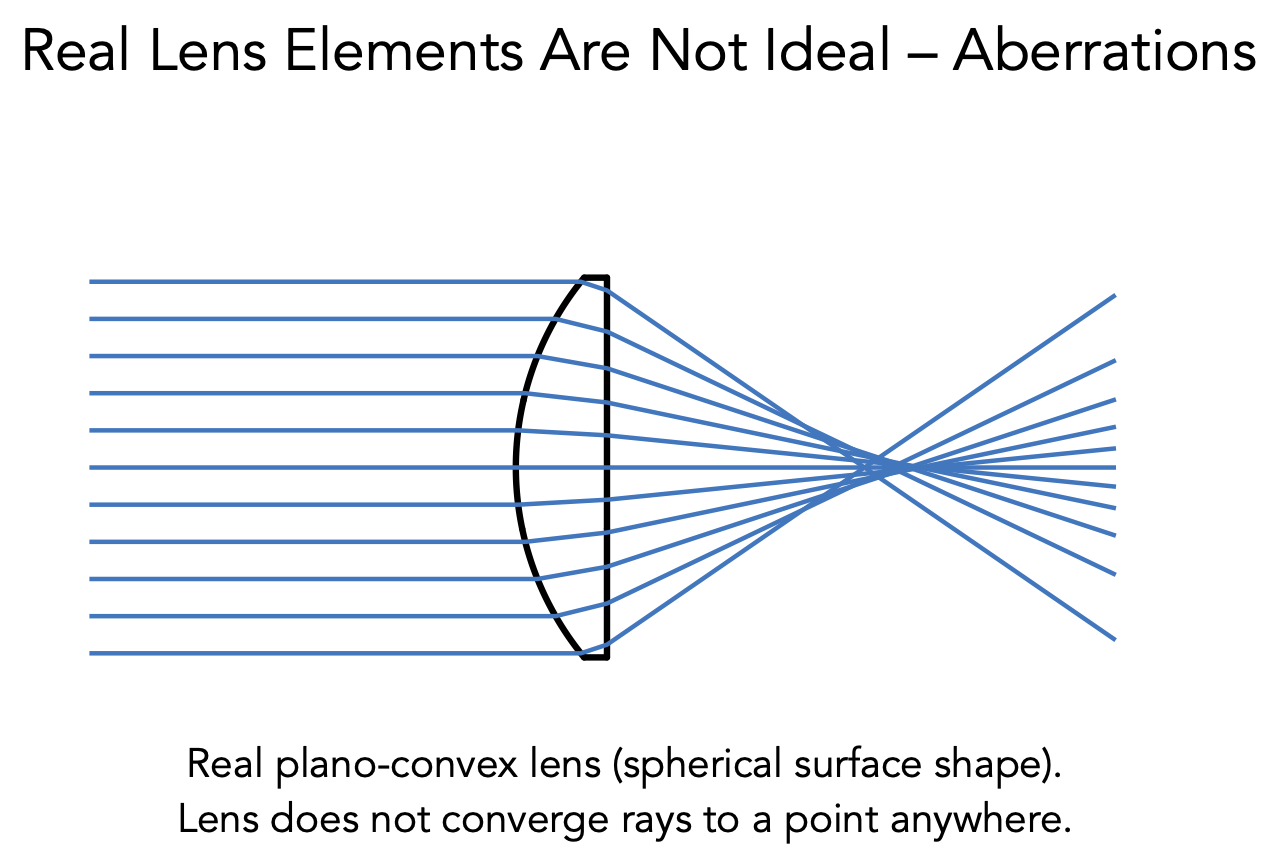 Real Lens Elements Are Not Ideal – Aberrations
Real plano-convex lens (spherical surface shape).
Lens does not converge rays to a point anywhere.